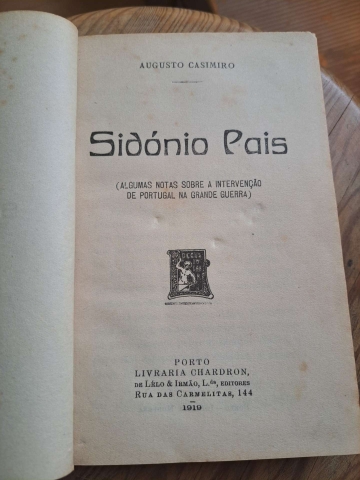 AUGUSTO CASIMIRO
Sidónio Pais
(ALGUMAS NOTAS SOBRE A INTERVENÇÃO
DE PORTUGAL NA GRANDE GUERRA)
PORTO
LIVRARIA CHARDRON,
DE LÉLO & IRMÃO, L.da, EDITORES
RUA DAS CARMELITAS, 144
1919